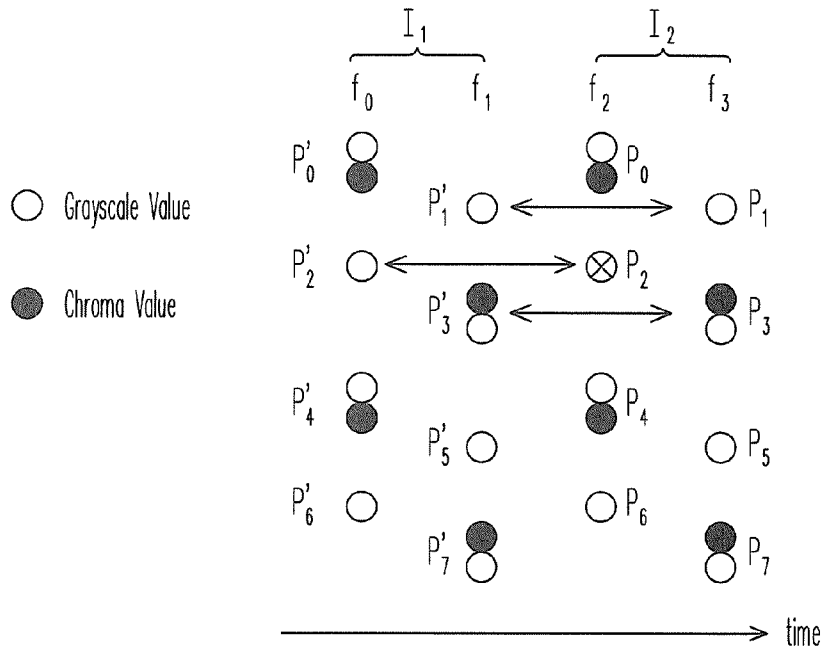 I₁ I₂
f₀ f₁ f₂ f₃
P'₀ P₀
Grayscale Value
P'₁ P₁
P'₂ P₂
Chroma Value
P'₃ P₃
P'₄ P₄
P'₅ P₅
P'₆ P₆
P'₇ P₇
time